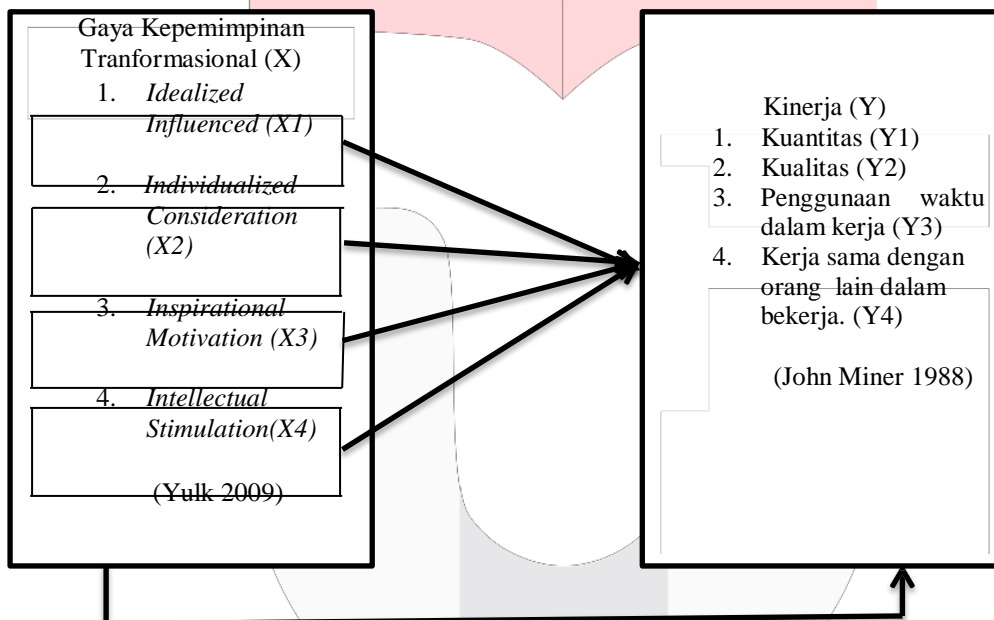 Gaya Kepemimpinan
Tranformasional (X)
1. Idealized
Influenced (X1)
2. Individualized
Consideration
(X2)
3. Inspirational
Motivation (X3)
4. Intellectual
Stimulation(X4)
(Yulk 2009)
Kinerja (Y)
1. Kuantitas (Y1)
2. Kualitas (Y2)
3. Penggunaan waktu
dalam kerja (Y3)
4. Kerja sama dengan
orang lain dalam
bekerja. (Y4)
(John Miner 1988)